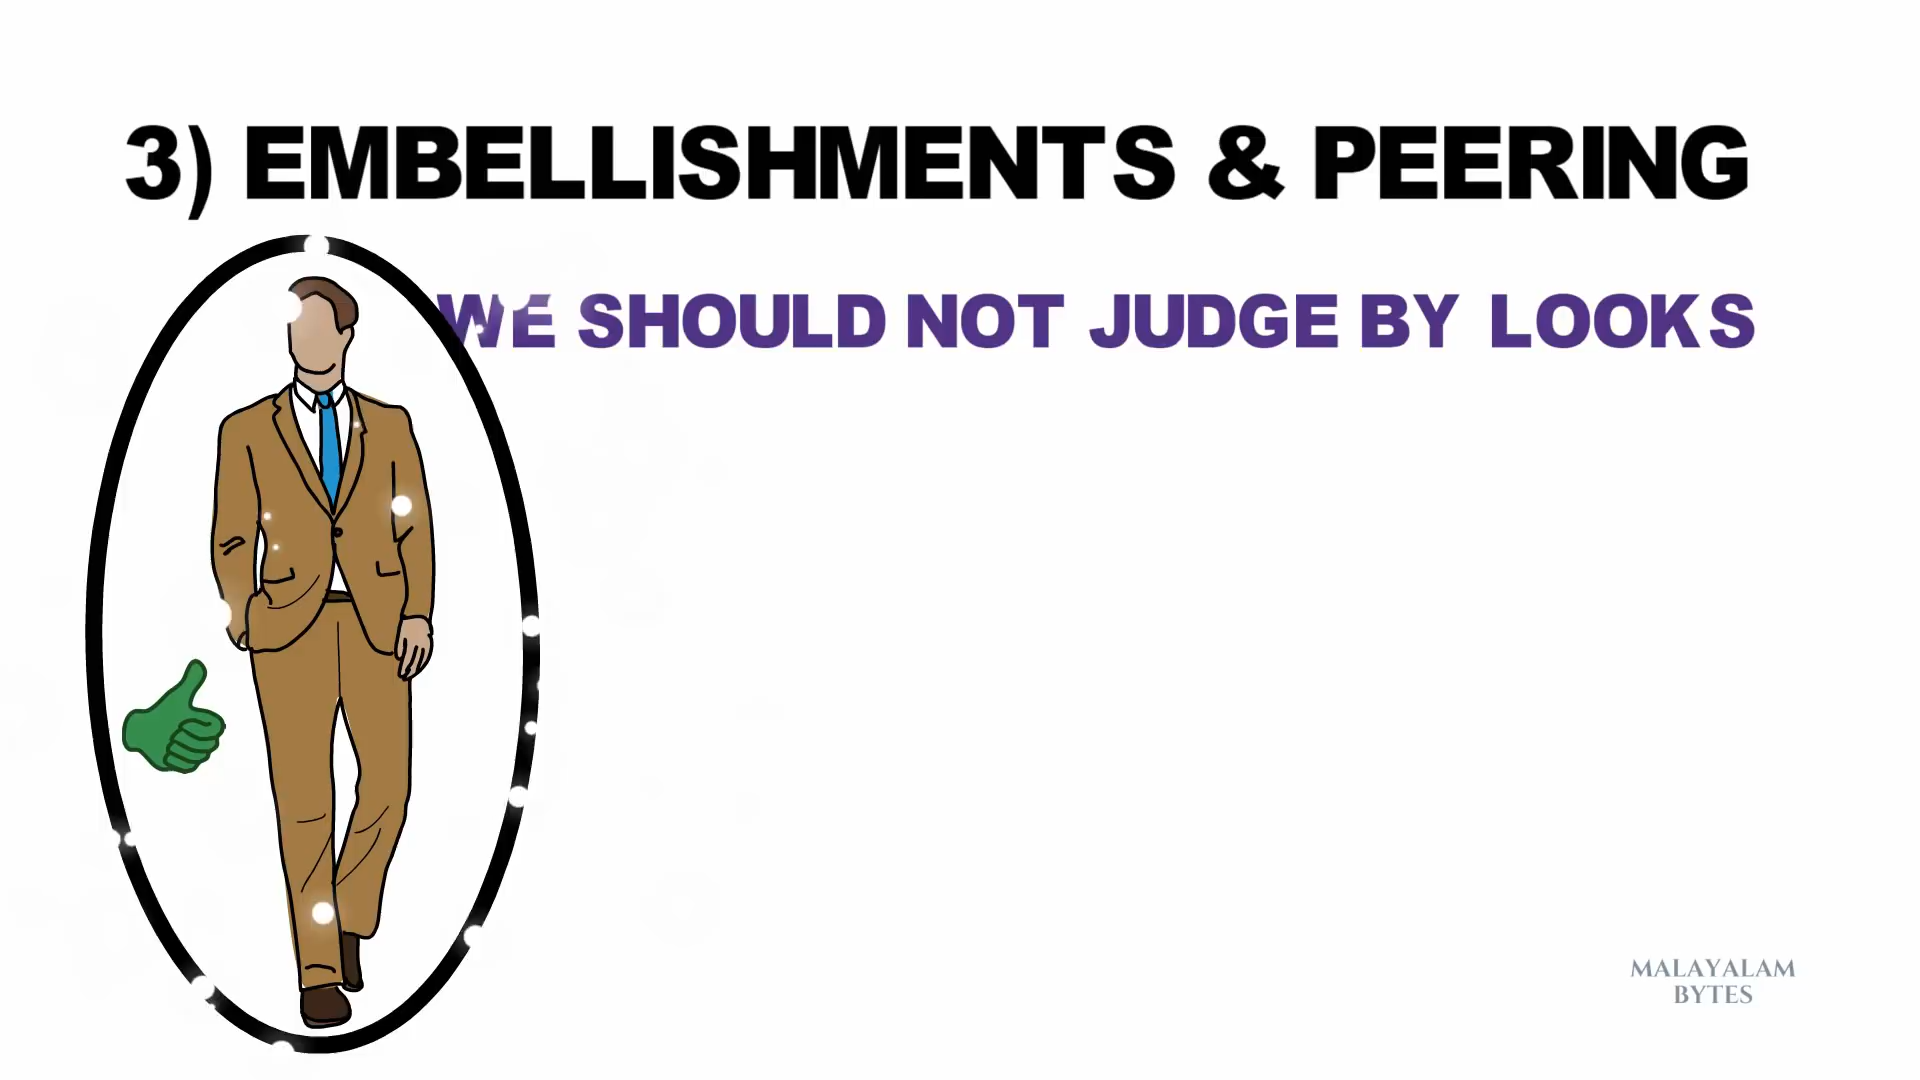 3) EMBELLISHMENTS & PEERING
WE SHOULD NOT JUDGE BY LOOKS
MALAYALAM
BYTES